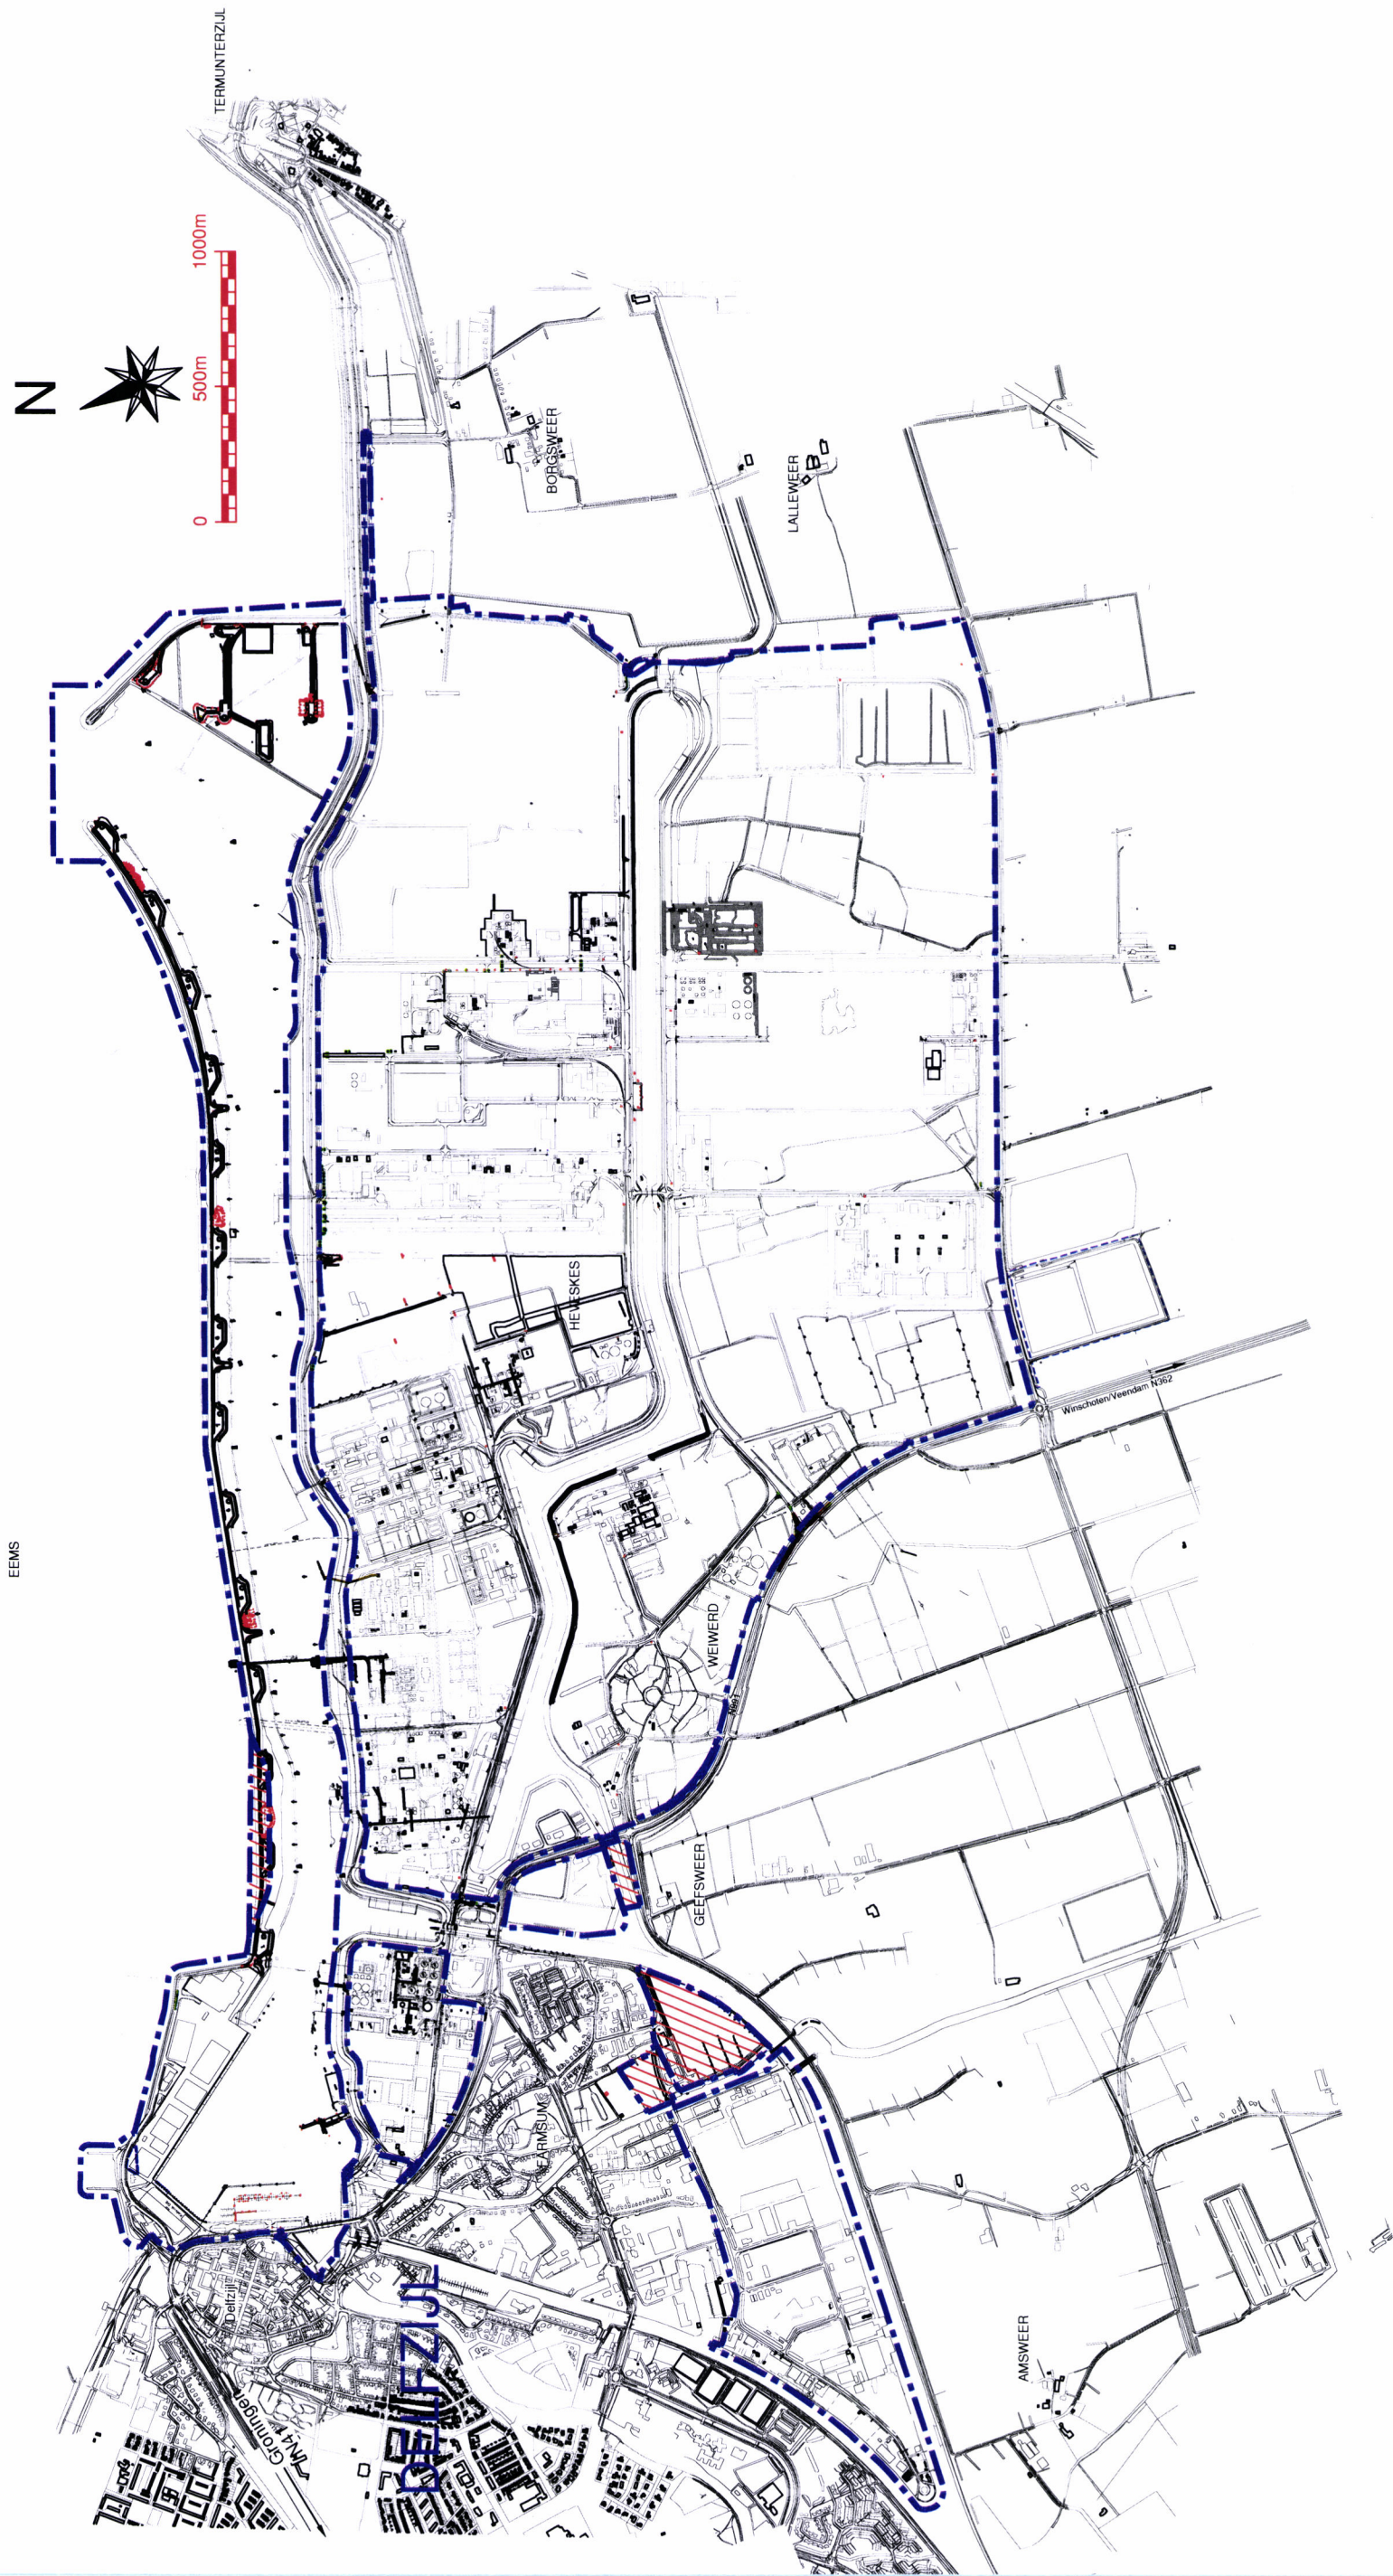 EEMS
N
0 500m 1000m
TERMUNTERZIJL
BORGSWEER
LALLEWEER
HEVESKES
Winschoten/Veendam N362
WEIWERD
N991
GEEFSWEER
FARMSUM
Delfzijl
DELFZIJL
Groningen
N41
AMSWEER